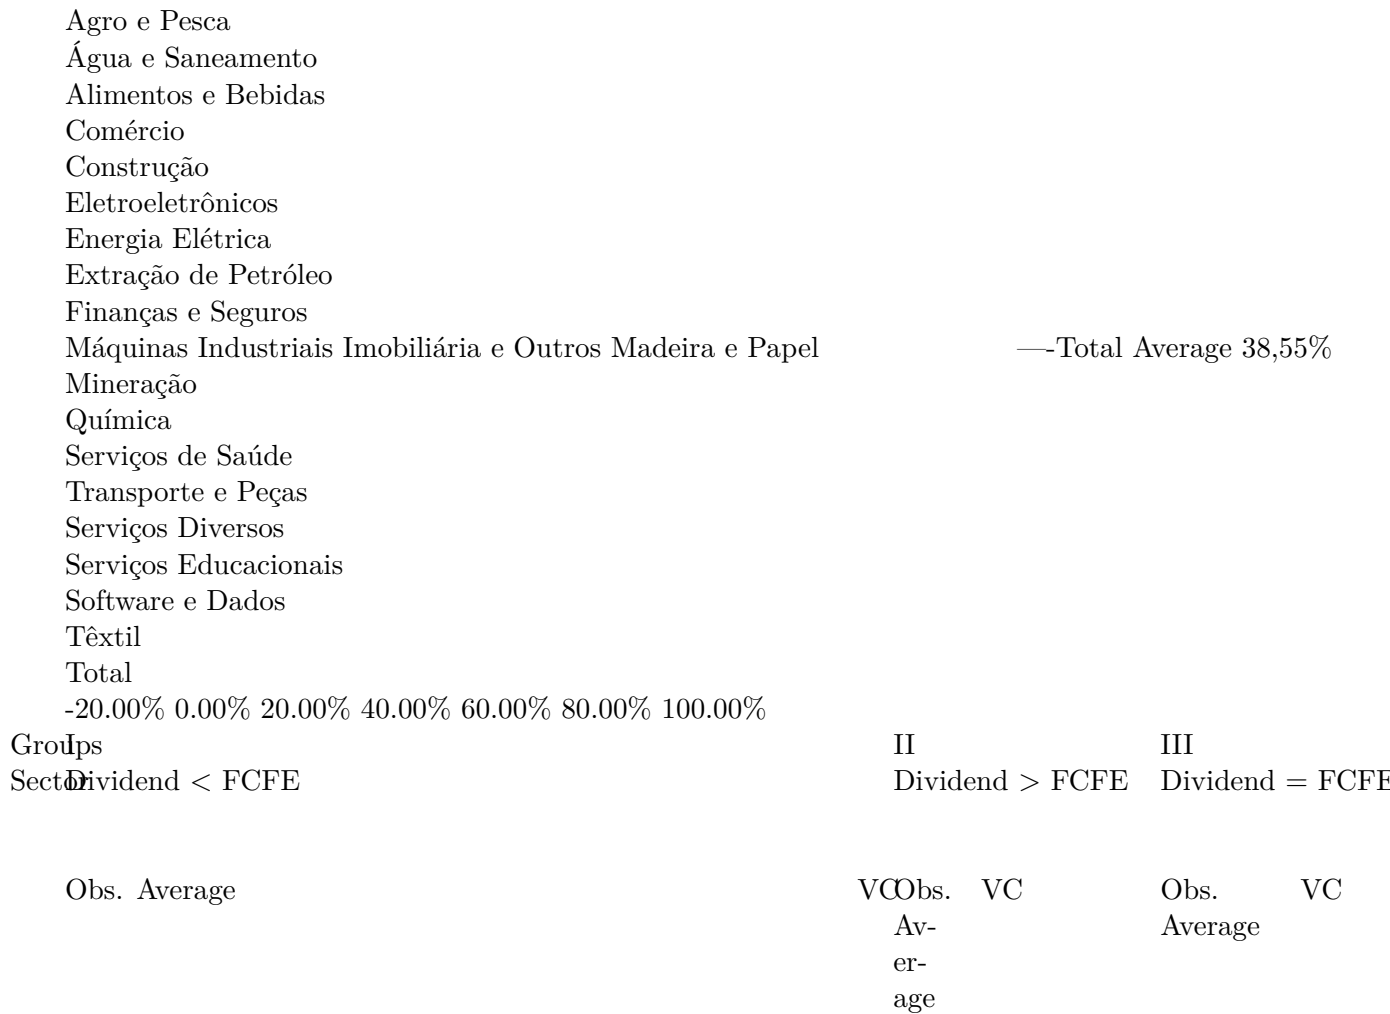 Agro e Pesca
Água e Saneamento
Alimentos e Bebidas
Comércio
Construção
Eletroeletrônicos
Energia Elétrica
Extração de Petróleo
Finanças e Seguros
Máquinas Industriais Imobiliária e Outros Madeira e Papel —-Total Average 38,55%
Mineração
Química
Serviços de Saúde
Transporte e Peças
Serviços Diversos
Serviços Educacionais
Software e Dados
Têxtil
Total
-20.00% 0.00% 20.00% 40.00% 60.00% 80.00% 100.00%
Groups I II III
Sector Dividend < FCFE Dividend > FCFE Dividend = FCFE
Obs. Average VC Obs. VC Obs. VC
Av- Average
er-
age